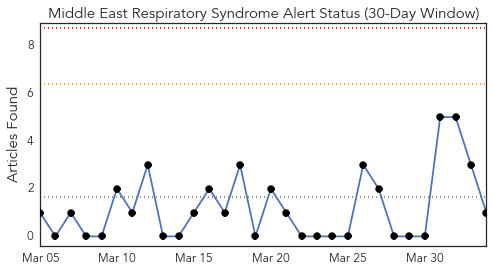 Middle East Respiratory Syndrome Alert Status (30-Day Window)
Articles Found
8
6
4
2
0
Mar 05
Mar 10
Mar 15
Mar 20
Mar 25
Mar 30